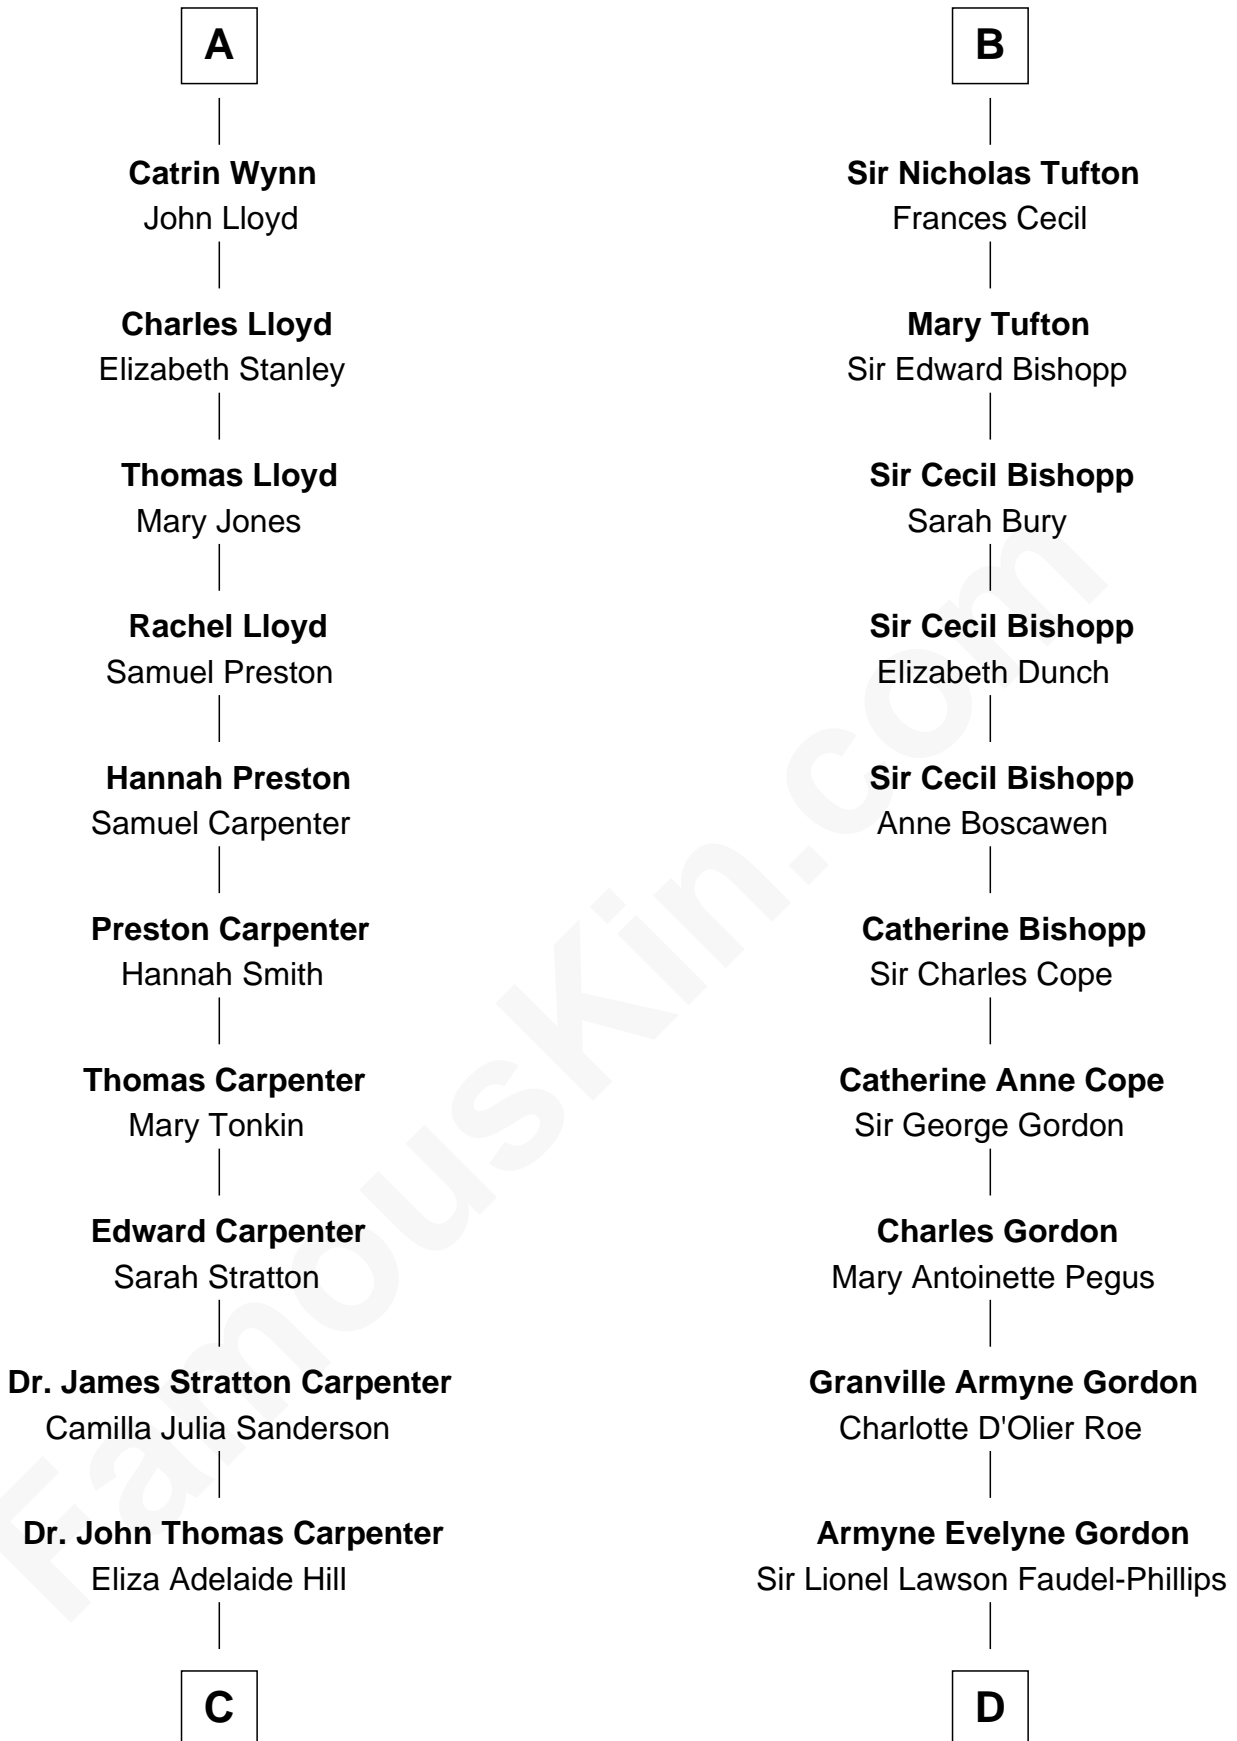 A
Catrin Wynn
John Lloyd
Charles Lloyd
Elizabeth Stanley
Thomas Lloyd
Mary Jones
Rachel Lloyd
Samuel Preston
Hannah Preston
Samuel Carpenter
Preston Carpenter
Hannah Smith
Thomas Carpenter
Mary Tonkin
Edward Carpenter
Sarah Stratton
Dr. James Stratton Carpenter
Camilla Julia Sanderson
Dr. John Thomas Carpenter
Eliza Adelaide Hill
C
B
Sir Nicholas Tufton
Frances Cecil
Mary Tufton
Sir Edward Bishopp
Sir Cecil Bishopp
Sarah Bury
Sir Cecil Bishopp
Elizabeth Dunch
Sir Cecil Bishopp
Anne Boscawen
Catherine Bishopp
Sir Charles Cope
Catherine Anne Cope
Sir George Gordon
Charles Gordon
Mary Antoinette Pegus
Granville Armyne Gordon
Charlotte D'Olier Roe
Armyne Evelyne Gordon
Sir Lionel Lawson Faudel-Phillips
D
FamousKin.com